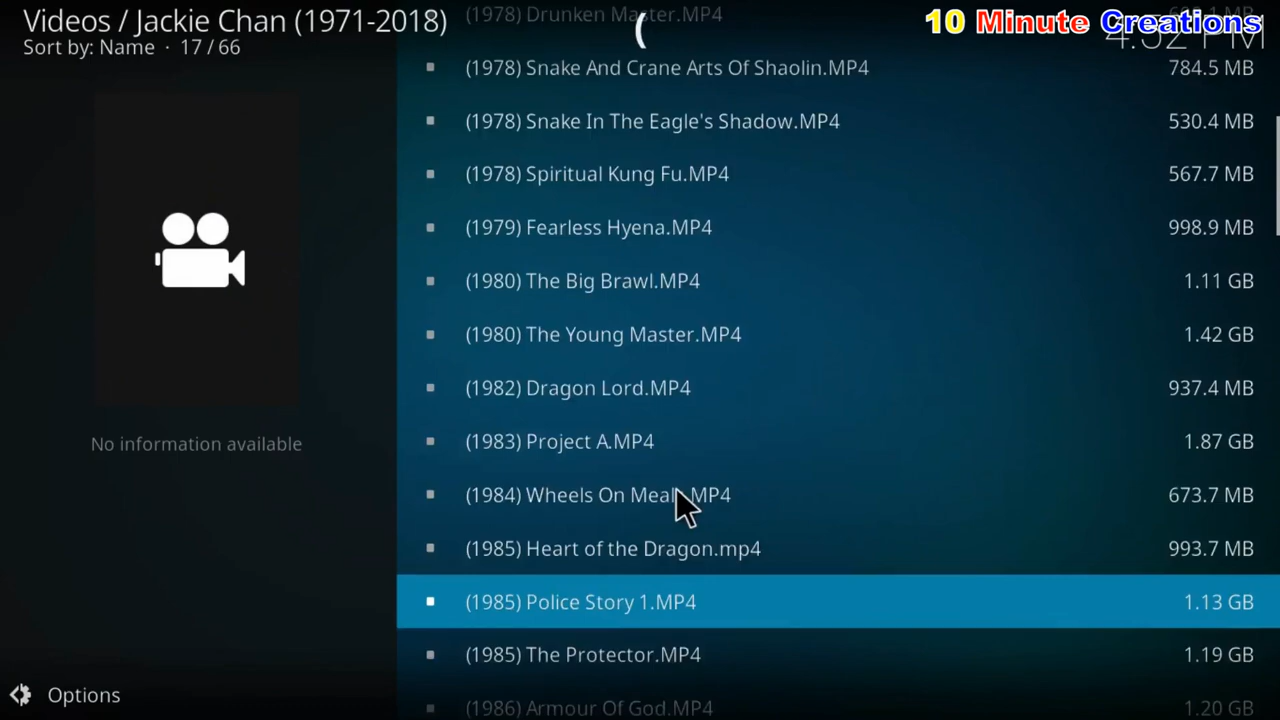 Videos / Jackie Chan (1971-2018)
Sort by: Name · 17 / 66
10 Minute Creations
4:52 PM
(1978) Drunken Master.MP4
(1978) Snake And Crane Arts Of Shaolin.MP4 784.5 MB
(1978) Snake In The Eagle's Shadow.MP4 530.4 MB
(1978) Spiritual Kung Fu.MP4 567.7 MB
(1979) Fearless Hyena.MP4 998.9 MB
(1980) The Big Brawl.MP4 1.11 GB
(1980) The Young Master.MP4 1.42 GB
(1982) Dragon Lord.MP4 937.4 MB
(1983) Project A.MP4 1.87 GB
(1984) Wheels On Meals.MP4 673.7 MB
(1985) Heart of the Dragon.mp4 993.7 MB
(1985) Police Story 1.MP4 1.13 GB
(1985) The Protector.MP4 1.19 GB
(1986) Armour Of God.MP4 1.20 GB
No information available
Options